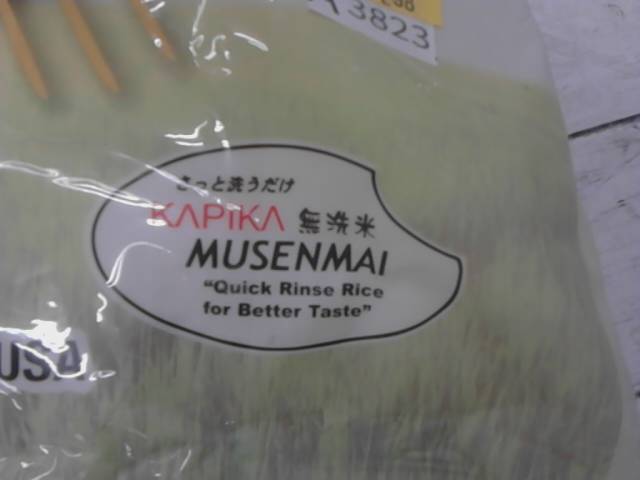 A3823
さっと洗うだけ
KAPIKA 無洗米
MUSENMAI
"Quick Rinse Rice
for Better Taste"
USA